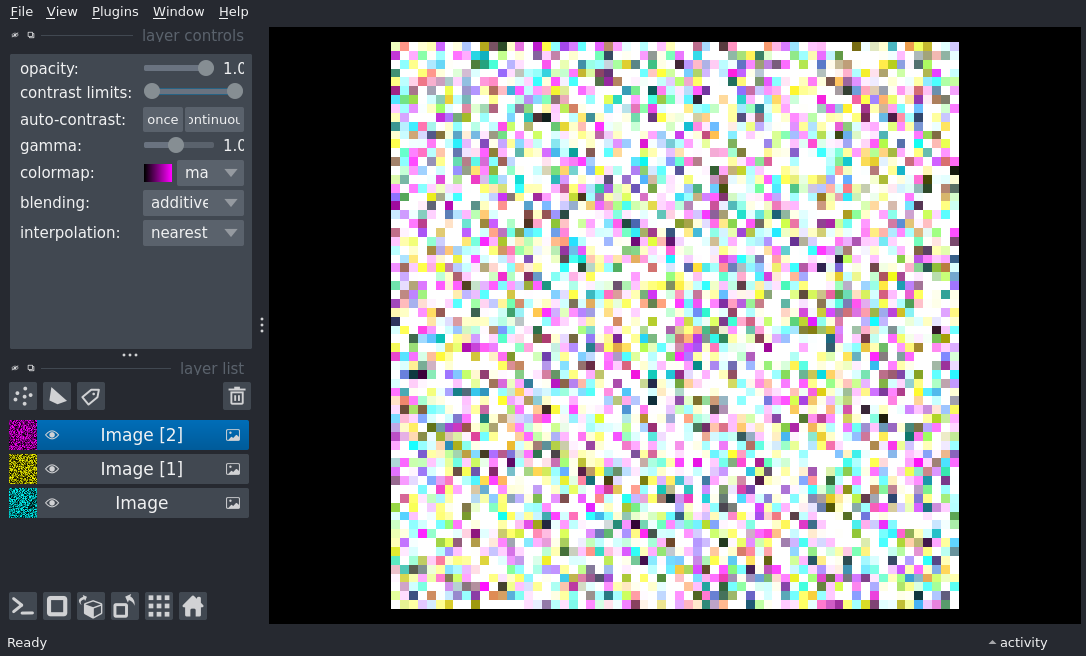 File View Plugins Window Help
layer controls
opacity: 1.0
contrast limits:
auto-contrast: once ontinuou
gamma: 1.0
colormap: ma
blending: additive
interpolation: nearest
layer list
Image [2]
Image [1]
Image
Ready activity